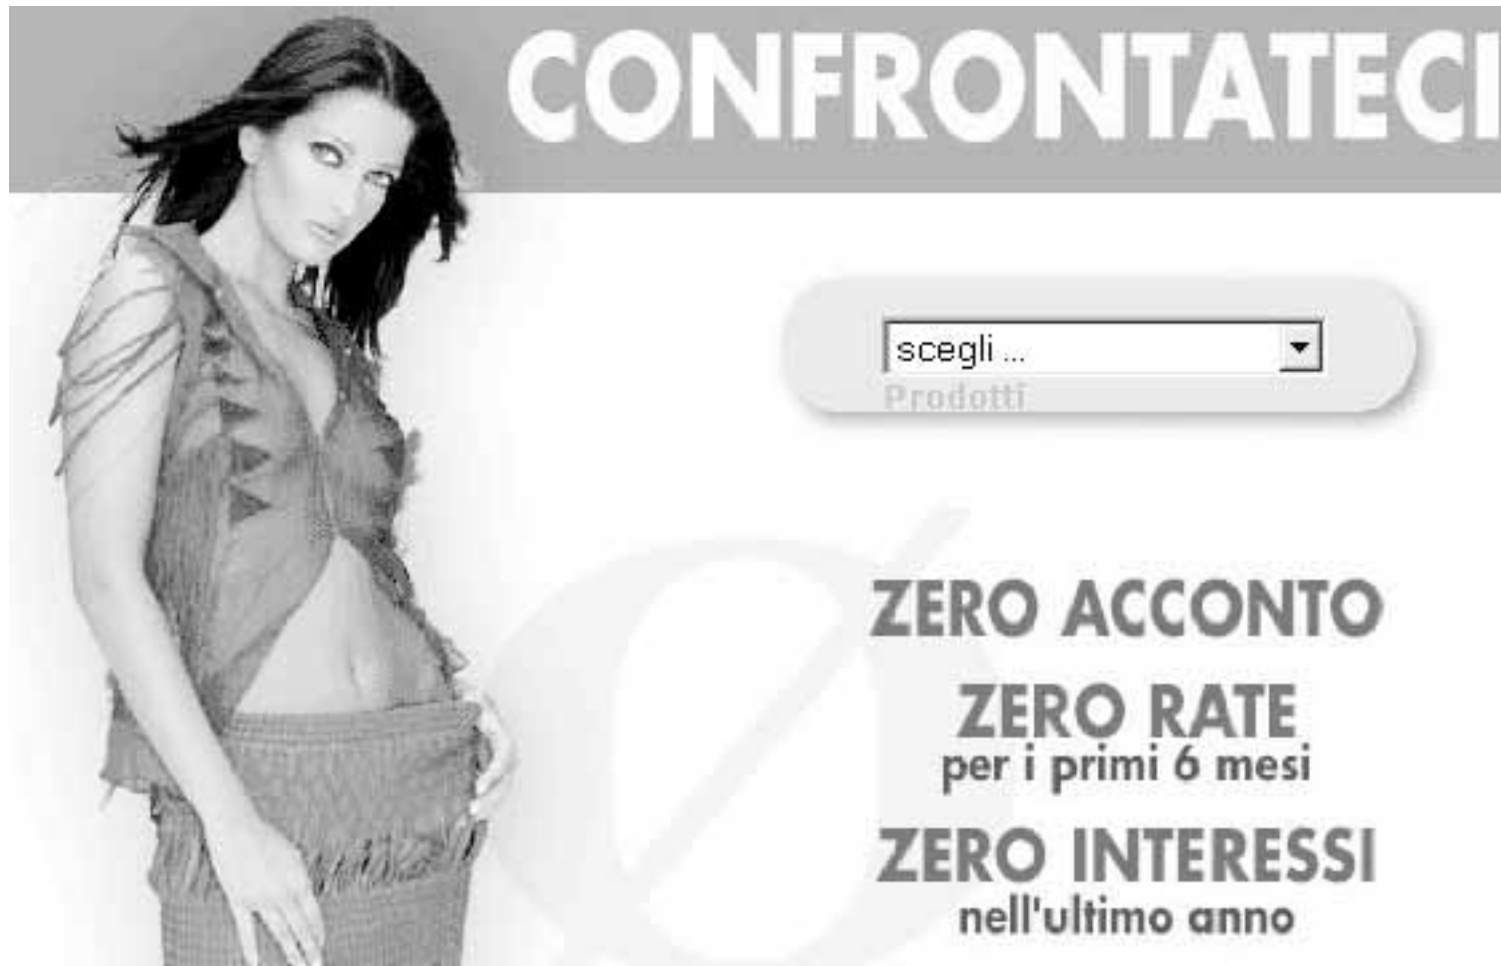 CONFRONTATECI
scegli ...
Prodotti
ZERO ACCONTO
ZERO RATE
per i primi 6 mesi
ZERO INTERESSI
nell'ultimo anno